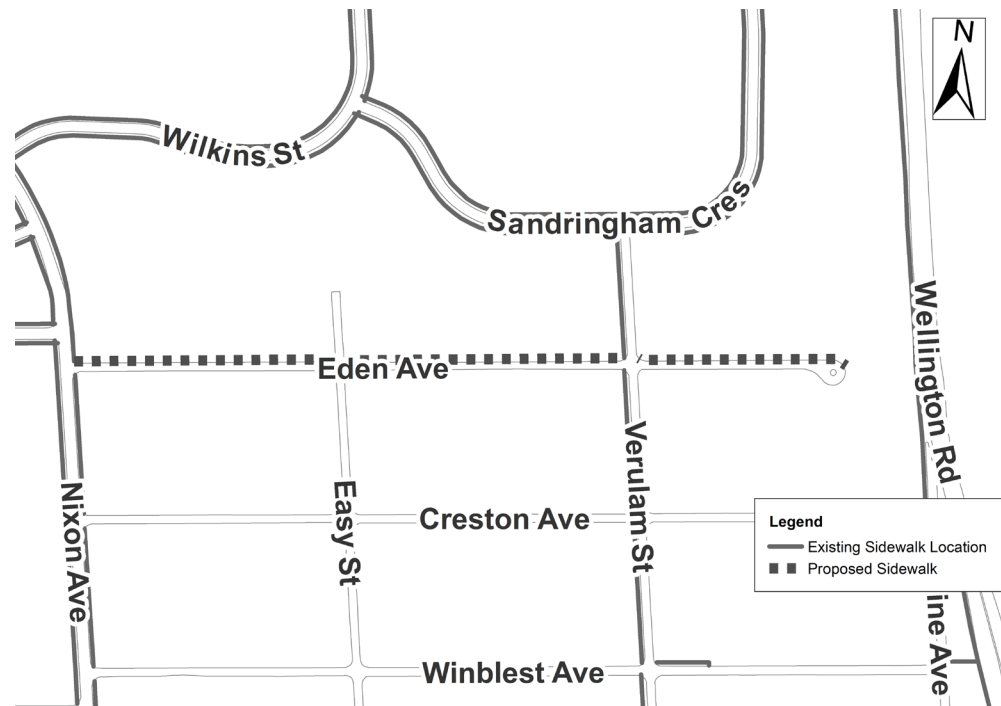 N
Wilkins St
Sandringham Cres
Wellington Rd
Eden Ave
Verulam St
Nixon Ave
Easy St
Creston Ave
Legend
Existing Sidewalk Location
Proposed Sidewalk
Winblest Ave
Ave